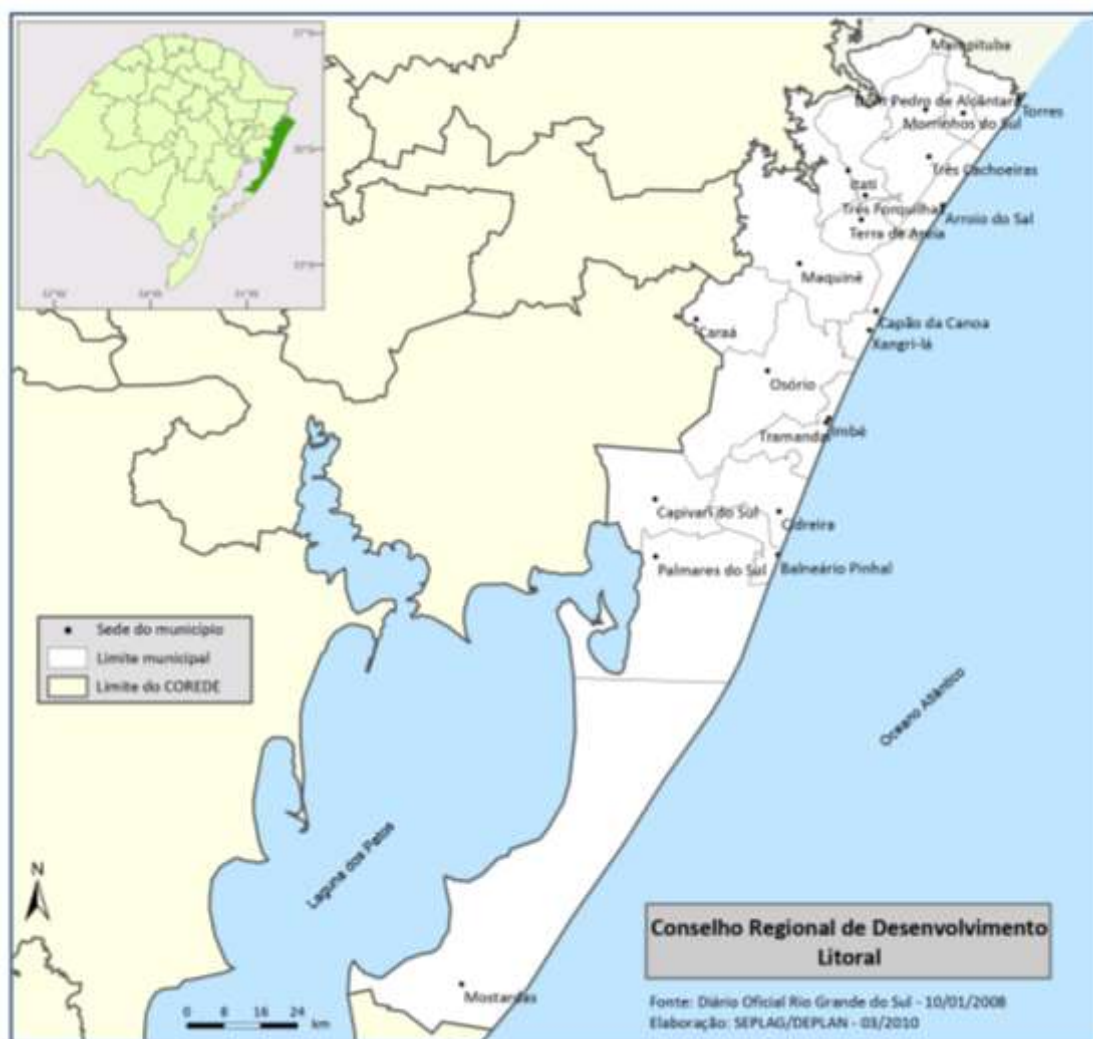 Mampituba
Dom Pedro de Alcântara
Torres
Morrinhos do Sul
Três Cachoeiras
Itati
Três Forquilhas
Arroio do Sal
Terra de Areia
Maquiné
Capão da Canoa
Caraá
Xangri-lá
Osório
Imbé
Tramandaí
Capivari do Sul
Cidreira
Palmares do Sul
Balneário Pinhal
Sede do município
Limite municipal
Limite do COREDE
Oceano Atlântico
Laguna dos Patos
N
Conselho Regional de Desenvolvimento
Litoral
Mostardas
0 8 16 24
km
Fonte: Diário Oficial Rio Grande do Sul - 10/01/2008
Elaboração: SEPLAG/DEPLAN - 03/2010